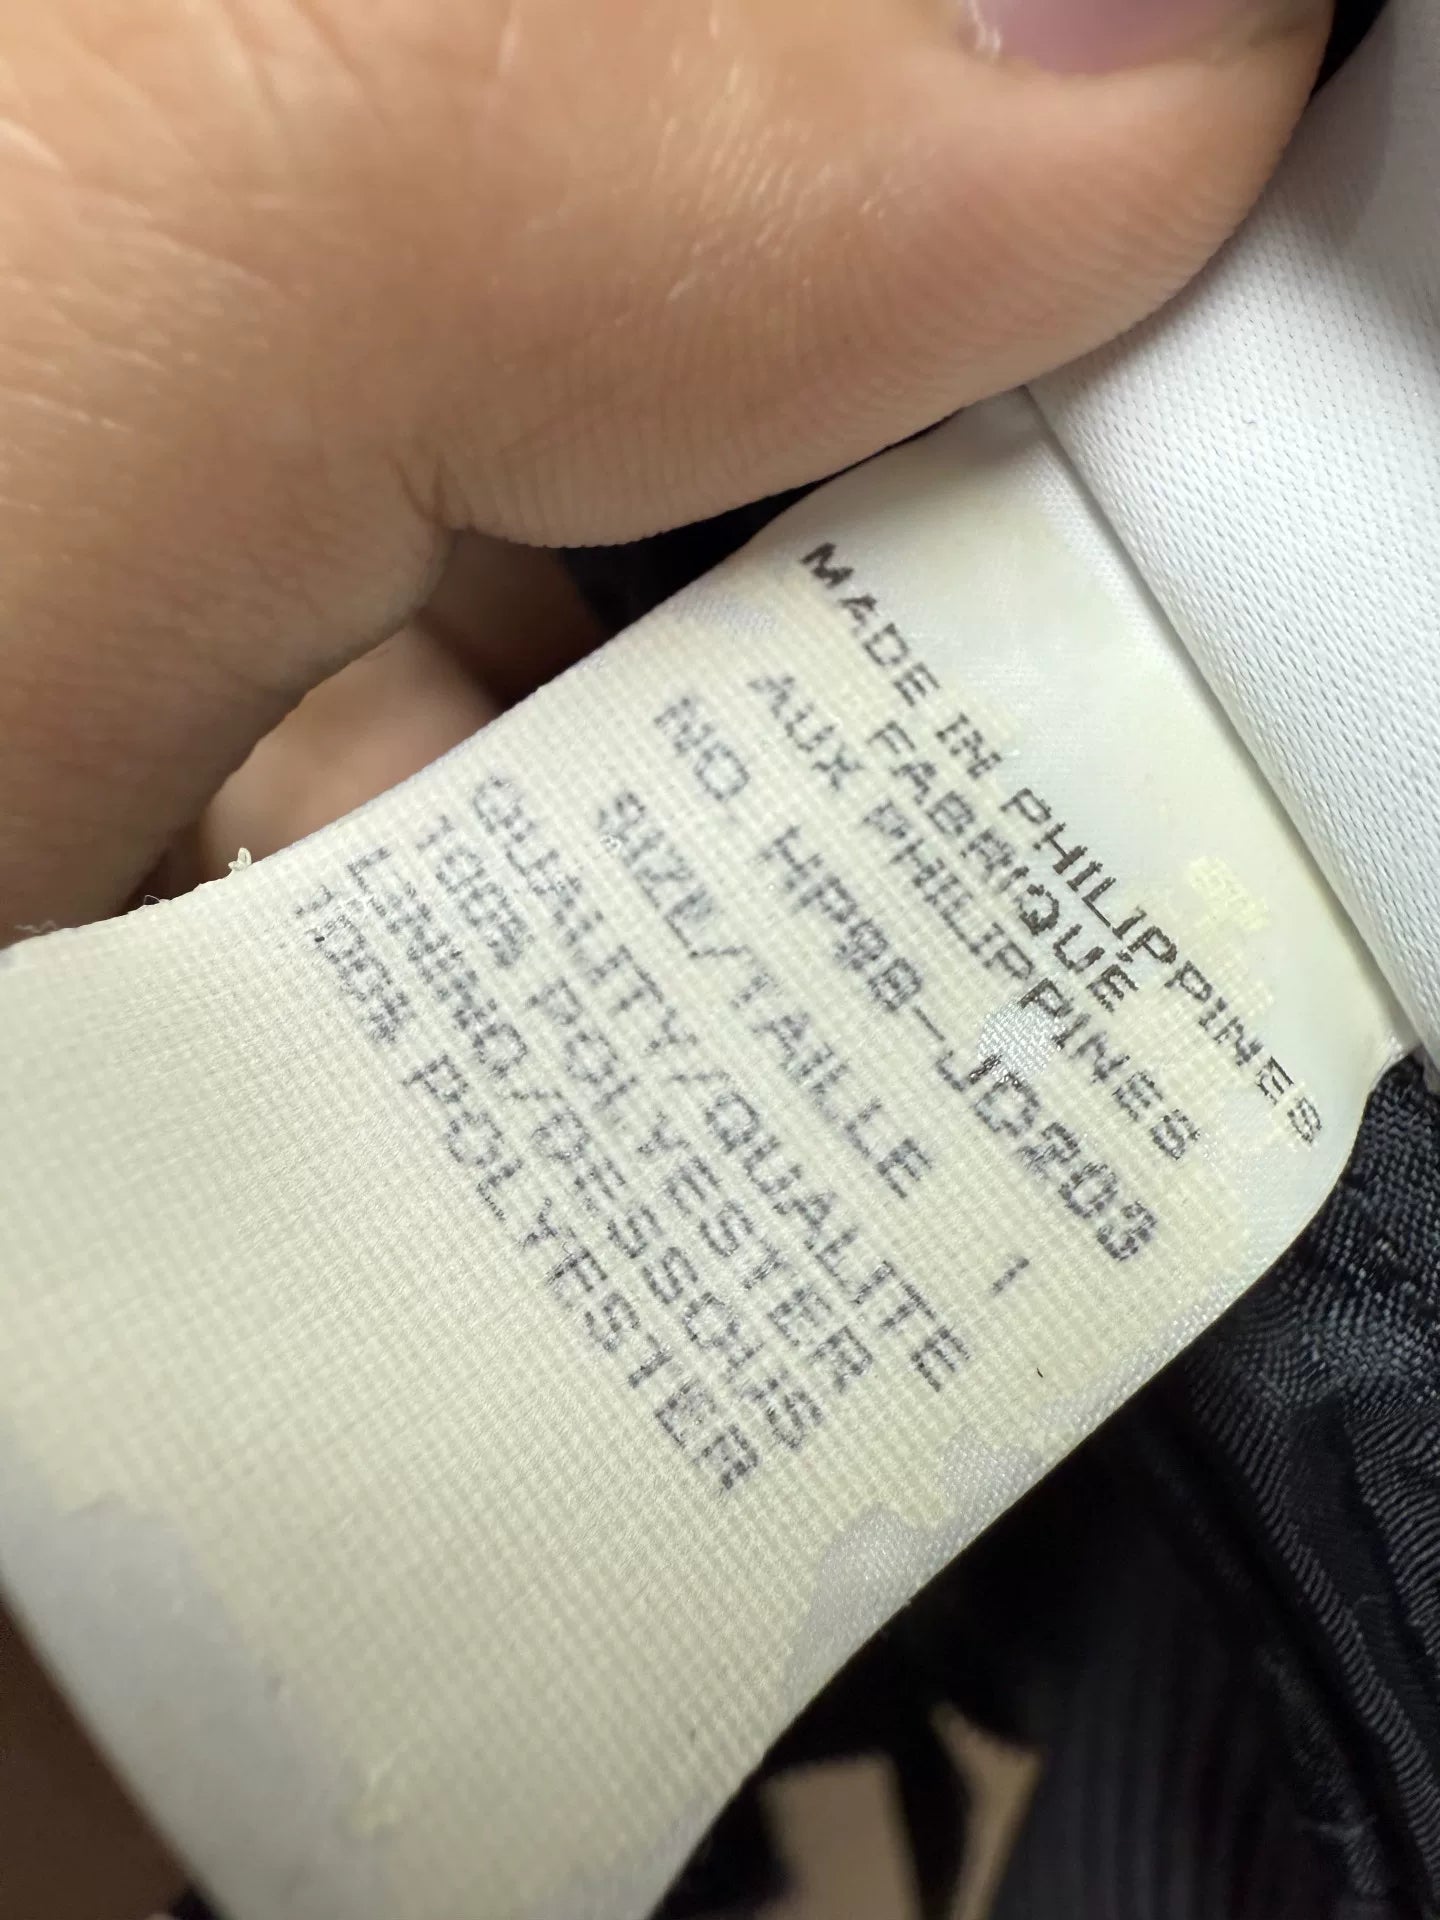 MADE IN PHILIPPINES
FABRIQUÉ
AUX PHILIPPINES
NO. HP98-JD203
SIZE/TAILLE 1
QUALITY/QUALITE
100% POLYESTER
LINING/DESSOUS
100% POLYESTER